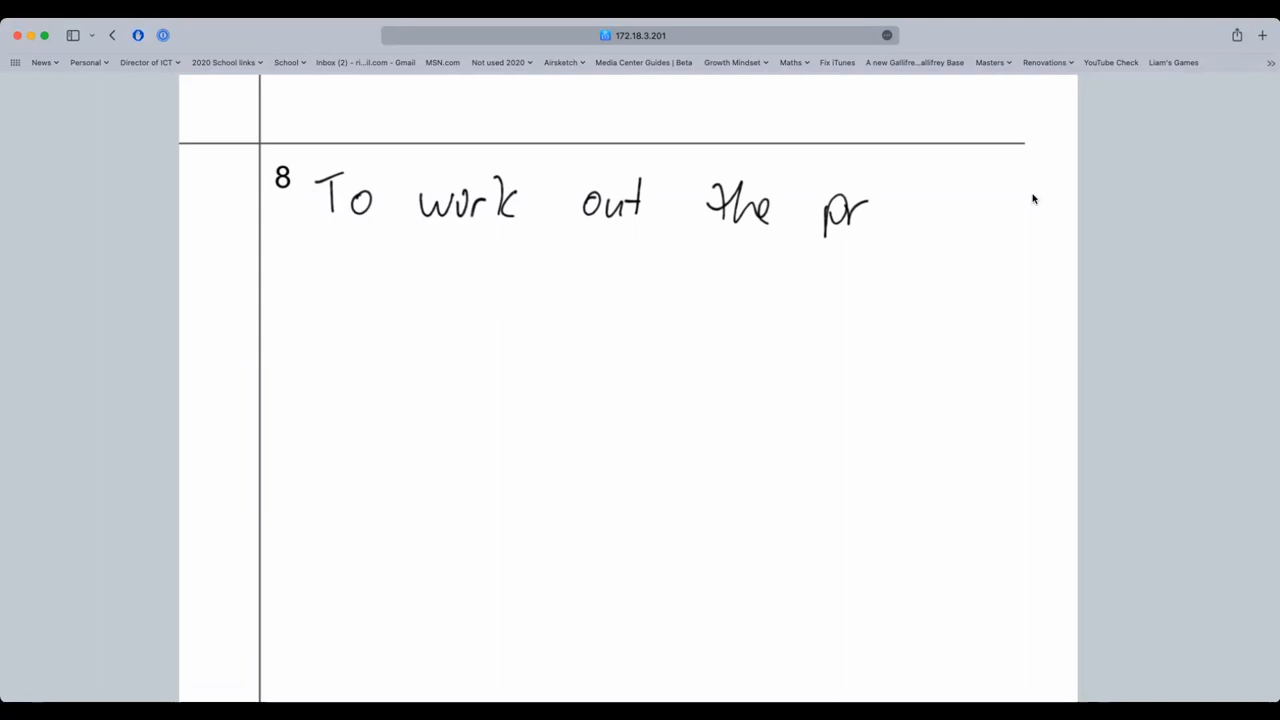 172.18.3.201
News Personal Director of ICT 2020 School links School Inbox (2) - ri...il.com - Gmail MSN.com Not used 2020 Airsketch Media Center Guides | Beta Growth Mindset Maths Fix iTunes A new Gallifre...allifrey Base Masters Renovations YouTube Check Liam's Games
8 To work out the pr